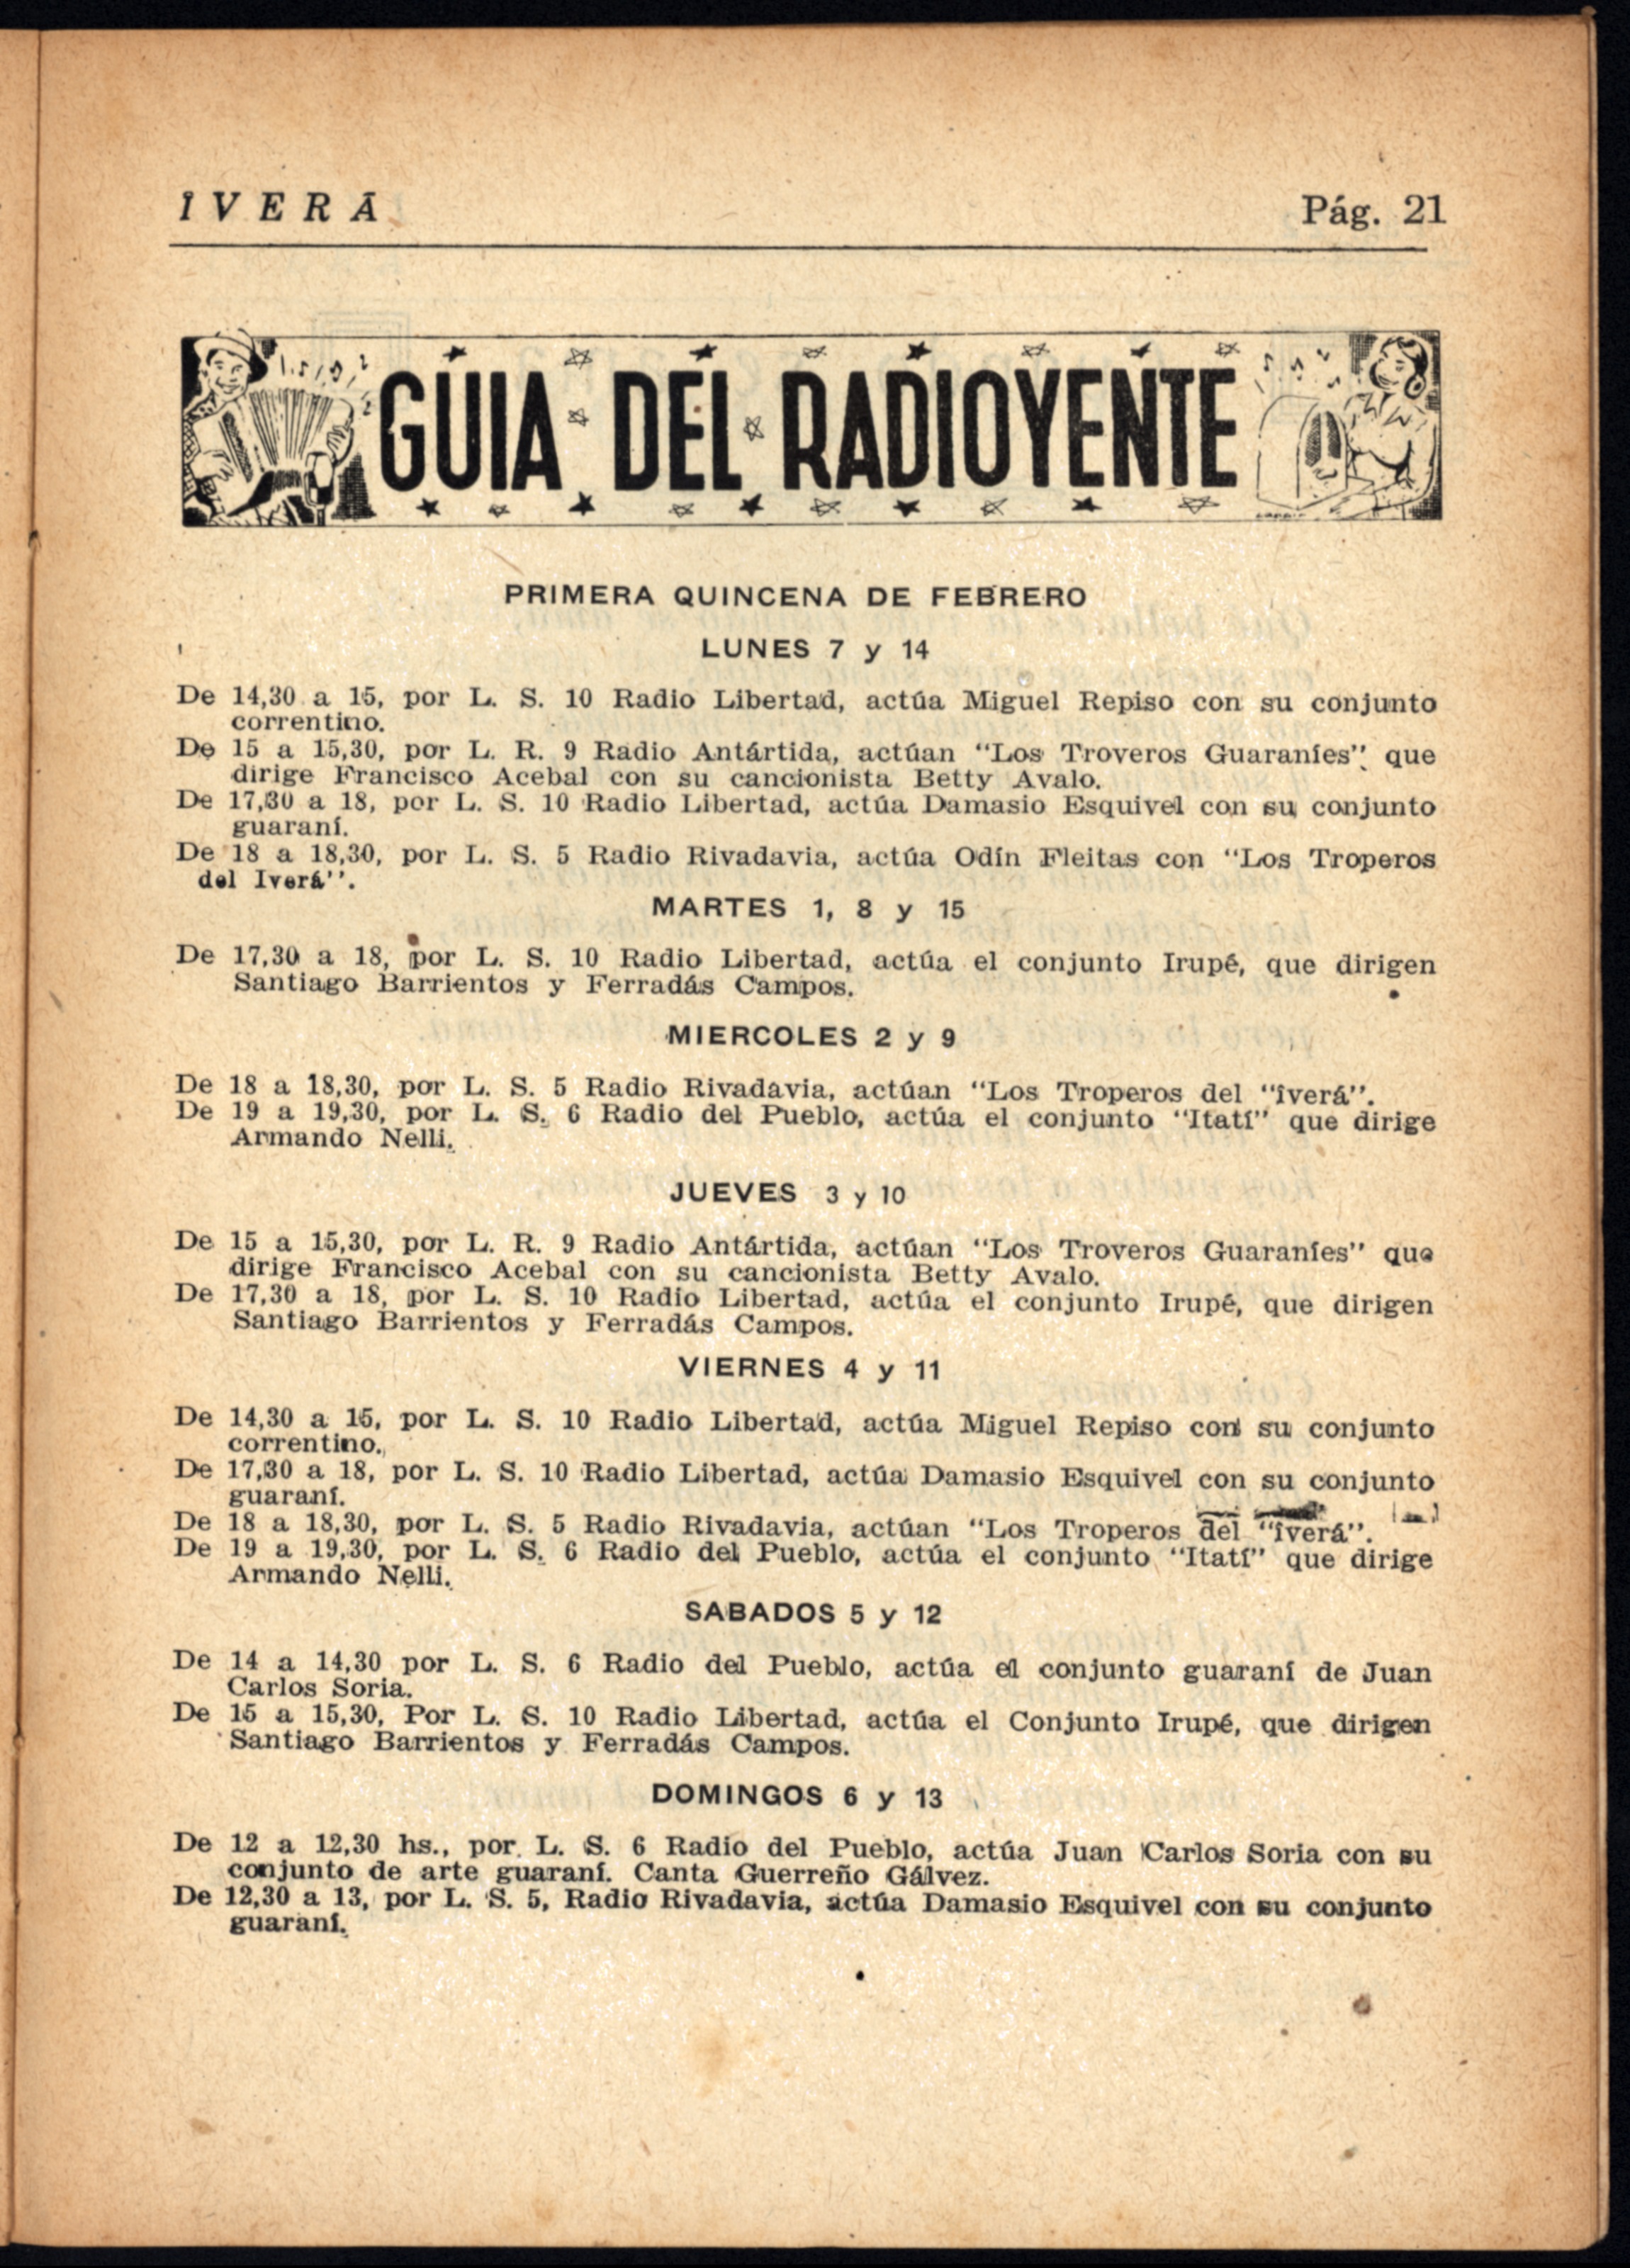 î V E R Á
Pág. 21
GUIA DEL RADIOYENTE
PRIMERA QUINCENA DE FEBRERO
LUNES 7 y 14
De 14,30 a 15, por L. S. 10 Radio Libertad, actúa Miguel Repiso con su conjunto
correntino.
De 15 a 15,30, por L. R. 9 Radio Antártida, actúan “Los Troveros Guaraníes”, que
dirige Francisco Acebal con su cancionista Betty Avalo.
De 17,30 a 18, por L. S. 10 Radio Libertad, actúa Damasio Esquivel con su conjunto
guaraní.
De 18 a 18,30, por L. S. 5 Radio Rivadavia, actúa Odín Fleitas con “Los Troperos
del Iverá”.
MARTES 1, 8 y 15
De 17,30 a 18, por L. S. 10 Radio Libertad, actúa el conjunto Irupé, que dirigen
Santiago Barrientos y Ferradás Campos.
MIERCOLES 2 y 9
De 18 a 18,30, por L. S. 5 Radio Rivadavia, actúan “Los Troperos del “îverá”.
De 19 a 19,30, por L. S. 6 Radio del Pueblo, actúa el conjunto “Itatí” que dirige
Armando Nelli.
JUEVES 3 y 10
De 15 a 15,30, por L. R. 9 Radio Antártida, actúan “Los Troveros Guaraníes” que
dirige Francisco Acebal con su cancionista Betty Avalo.
De 17,30 a 18, por L. S. 10 Radio Libertad, actúa el conjunto Irupé, que dirigen
Santiago Barrientos y Ferradás Campos.
VIERNES 4 y 11
De 14,30 a 15, por L. S. 10 Radio Libertad, actúa Miguel Repiso con su conjunto
correntino.
De 17,30 a 18, por L. S. 10 Radio Libertad, actúa Damasio Esquivel con su conjunto
guaraní.
De 18 a 18,30, por L. S. 5 Radio Rivadavia, actúan “Los Troperos del “îverá”.
De 19 a 19,30, por L. S. 6 Radio del Pueblo, actúa el conjunto “Itatí” que dirige
Armando Nelli.
SABADOS 5 y 12
De 14 a 14,30 por L. S. 6 Radio del Pueblo, actúa el conjunto guaraní de Juan
Carlos Soria.
De 15 a 15,30, Por L. S. 10 Radio Libertad, actúa el Conjunto Irupé, que dirigen
Santiago Barrientos y Ferradás Campos.
DOMINGOS 6 y 13
De 12 a 12,30 hs., por L. S. 6 Radio del Pueblo, actúa Juan Carlos Soria con su
conjunto de arte guaraní. Canta Guerreño Gálvez.
De 12,30 a 13, por L. S. 5, Radio Rivadavia, actúa Damasio Esquivel con su conjunto
guaraní.